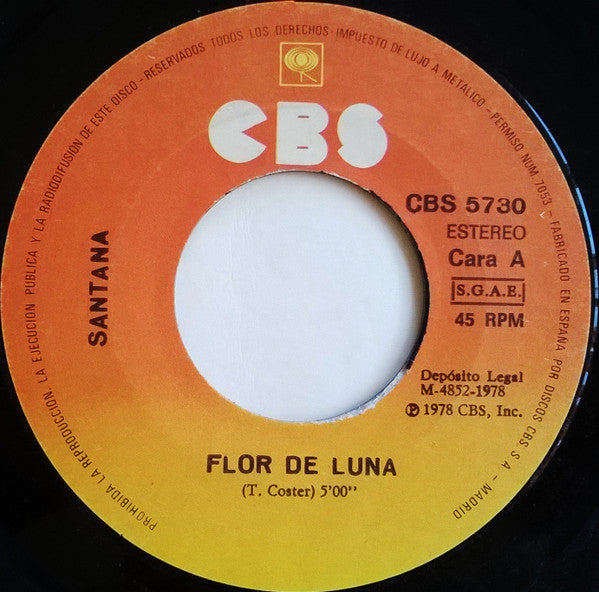 PROHIBIDA LA REPRODUCCION, LA EJECUCION PUBLICA Y LA RADIODIFUSION DE ESTE DISCO - RESERVADOS TODOS LOS DERECHOS - IMPUESTO DE LUJO A METALICO - PERMISO NUM. 7053 - FABRICADO EN ESPAÑA POR DISCOS CBS S A - MADRID
CBS
SANTANA
CBS 5730
ESTEREO
Cara A
S.G.A.E.
45 RPM
Depósito Legal
M-4852-1978
℗ 1978 CBS, Inc.
FLOR DE LUNA
(T. Coster) 5'00''